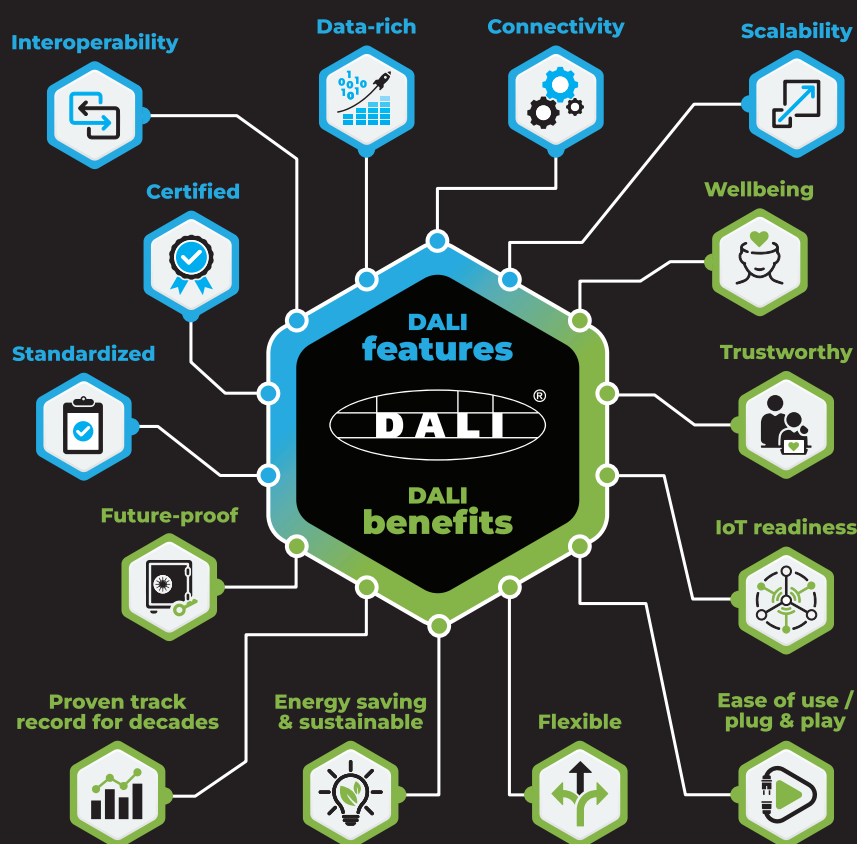 Interoperability
Data-rich
Connectivity
Scalability
Certified
Wellbeing
Standardized
Trustworthy
DALI
features
DALI®
DALI
benefits
Future-proof
IoT readiness
Proven track
record for decades
Energy saving
& sustainable
Flexible
Ease of use /
plug & play